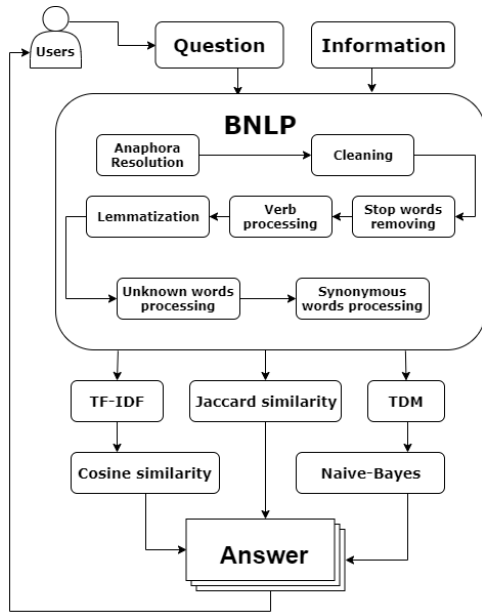 Users
Question
Information
BNLP
Anaphora
Resolution
Cleaning
Lemmatization
Verb
processing
Stop words
removing
Unknown words
processing
Synonymous
words processing
TF-IDF
Jaccard similarity
TDM
Cosine similarity
Naive-Bayes
Answer